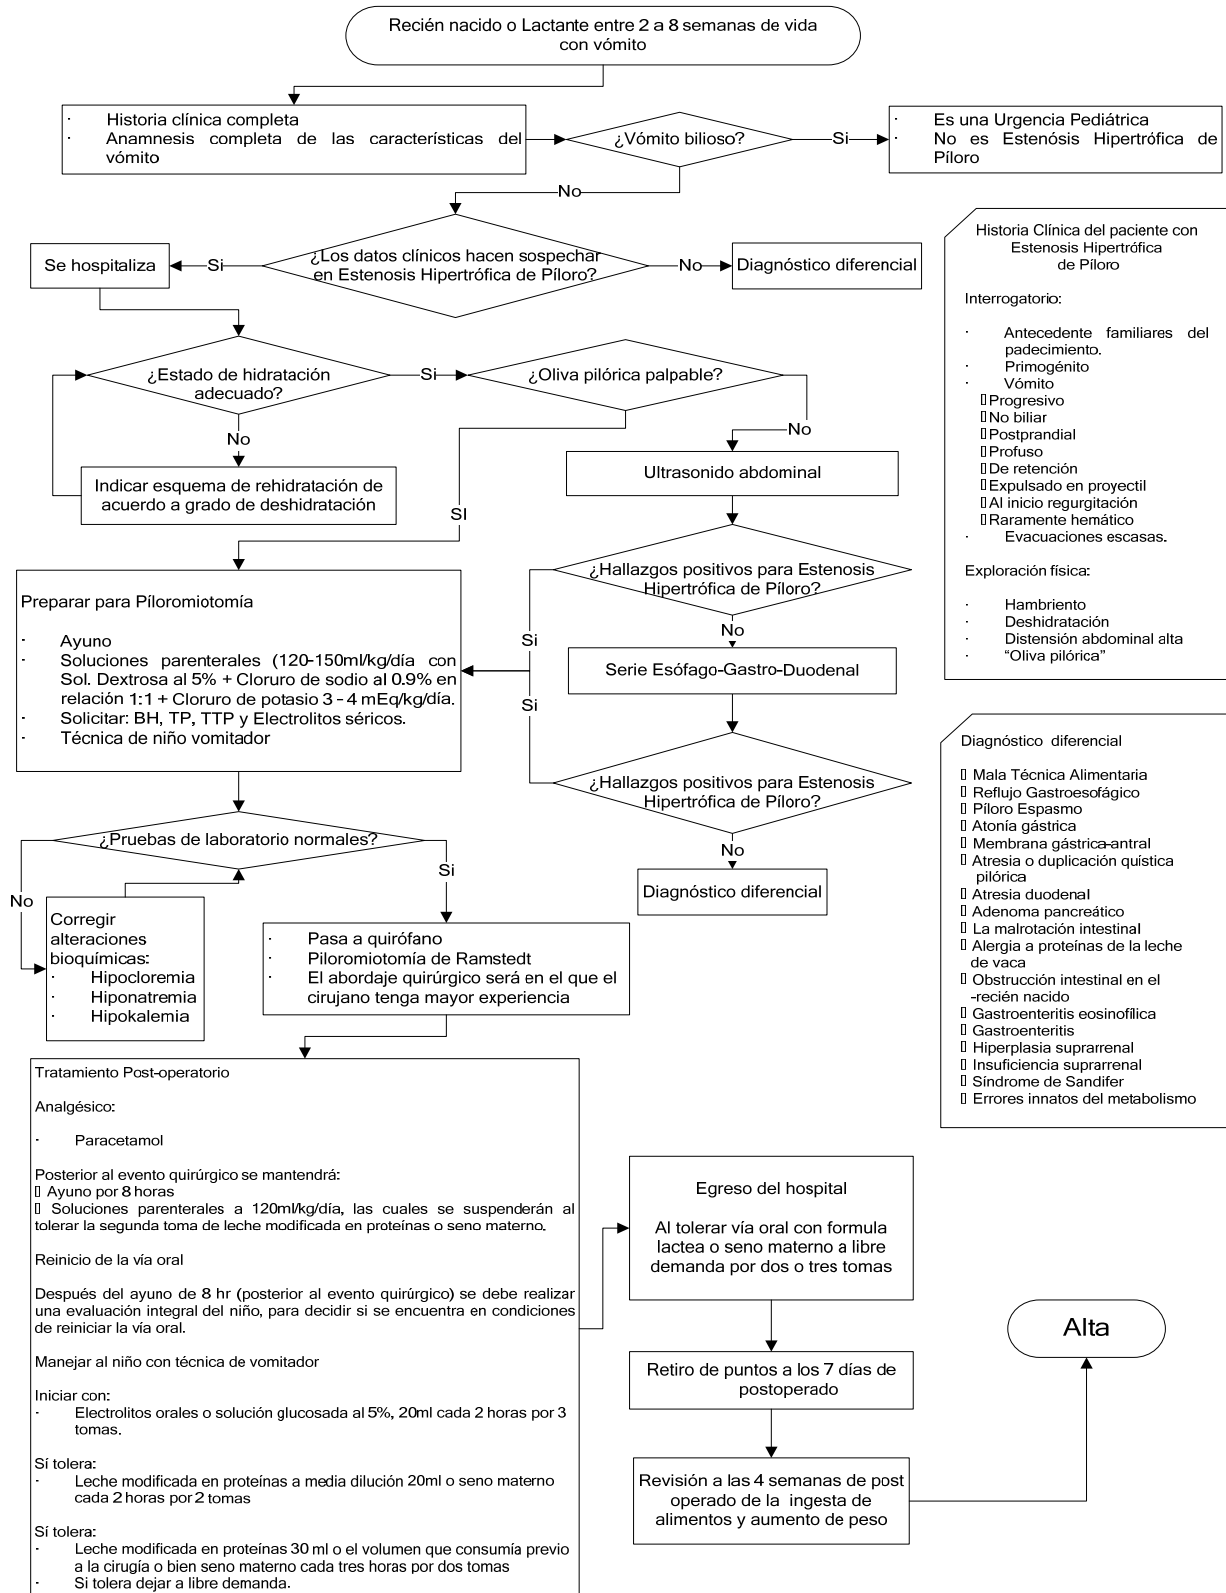 Recién nacido o Lactante entre 2 a 8 semanas de vida
con vómito
· Historia clínica completa
· Anamnesis completa de las características del
vómito
¿Vómito bilioso?
Si
· Es una Urgencia Pediátrica
· No es Estenósis Hipertrófica de
Píloro
No
¿Los datos clínicos hacen sospechar
en Estenosis Hipertrófica de Píloro?
Si
Se hospitaliza
No
Diagnóstico diferencial
¿Estado de hidratación
adecuado?
Si
¿Oliva pilórica palpable?
No
Indicar esquema de rehidratación de
acuerdo a grado de deshidratación
SI
No
Ultrasonido abdominal
¿Hallazgos positivos para Estenosis
Hipertrófica de Píloro?
Si
No
Serie Esófago-Gastro-Duodenal
Si
¿Hallazgos positivos para Estenosis
Hipertrófica de Píloro?
No
Diagnóstico diferencial
Preparar para Píloromiotomía
· Ayuno
· Soluciones parenterales (120-150ml/kg/día con
Sol. Dextrosa al 5% + Cloruro de sodio al 0.9% en
relación 1:1 + Cloruro de potasio 3 - 4 mEq/kg/día.
· Solicitar: BH, TP, TTP y Electrolitos séricos.
· Técnica de niño vomitador
¿Pruebas de laboratorio normales?
No
Si
Corregir
alteraciones
bioquímicas:
· Hipocloremia
· Hiponatremia
· Hipokalemia
· Pasa a quirófano
· Piloromiotomía de Ramstedt
· El abordaje quirúrgico será en el que el
cirujano tenga mayor experiencia
Tratamiento Post-operatorio
Analgésico:
· Paracetamol
Posterior al evento quirúrgico se mantendrá:
▯ Ayuno por 8 horas
▯ Soluciones parenterales a 120ml/kg/día, las cuales se suspenderán al
tolerar la segunda toma de leche modificada en proteínas o seno materno.
Reinicio de la vía oral
Después del ayuno de 8 hr (posterior al evento quirúrgico) se debe realizar
una evaluación integral del niño, para decidir si se encuentra en condiciones
de reiniciar la vía oral.
Manejar al niño con técnica de vomitador
Iniciar con:
· Electrolitos orales o solución glucosada al 5%, 20ml cada 2 horas por 3
tomas.
Sí tolera:
· Leche modificada en proteínas a media dilución 20ml o seno materno
cada 2 horas por 2 tomas
Sí tolera:
· Leche modificada en proteínas 30 ml o el volumen que consumía previo
a la cirugía o bien seno materno cada tres horas por dos tomas
· Si tolera dejar a libre demanda.
Egreso del hospital
Al tolerar vía oral con formula
lactea o seno materno a libre
demanda por dos o tres tomas
Retiro de puntos a los 7 días de
postoperado
Revisión a las 4 semanas de post
operado de la ingesta de
alimentos y aumento de peso
Alta
Historia Clínica del paciente con
Estenosis Hipertrófica
de Píloro
Interrogatorio:
· Antecedente familiares del
padecimiento.
· Primogénito
· Vómito
▯ Progresivo
▯ No biliar
▯ Postprandial
▯ Profuso
▯ De retención
▯ Expulsado en proyectil
▯ Al inicio regurgitación
▯ Raramente hemático
· Evacuaciones escasas.
Exploración física:
· Hambriento
· Deshidratación
· Distensión abdominal alta
· "Oliva pilórica"
Diagnóstico diferencial
▯ Mala Técnica Alimentaria
▯ Reflujo Gastroesofágico
▯ Píloro Espasmo
▯ Atonía gástrica
▯ Membrana gástrica-antral
▯ Atresia o duplicación quística
pilórica
▯ Atresia duodenal
▯ Adenoma pancreático
▯ La malrotación intestinal
▯ Alergia a proteínas de la leche
de vaca
▯ Obstrucción intestinal en el
-recién nacido
▯ Gastroenteritis eosinofílica
▯ Gastroenteritis
▯ Hiperplasia suprarrenal
▯ Insuficiencia suprarrenal
▯ Síndrome de Sandifer
▯ Errores innatos del metabolismo